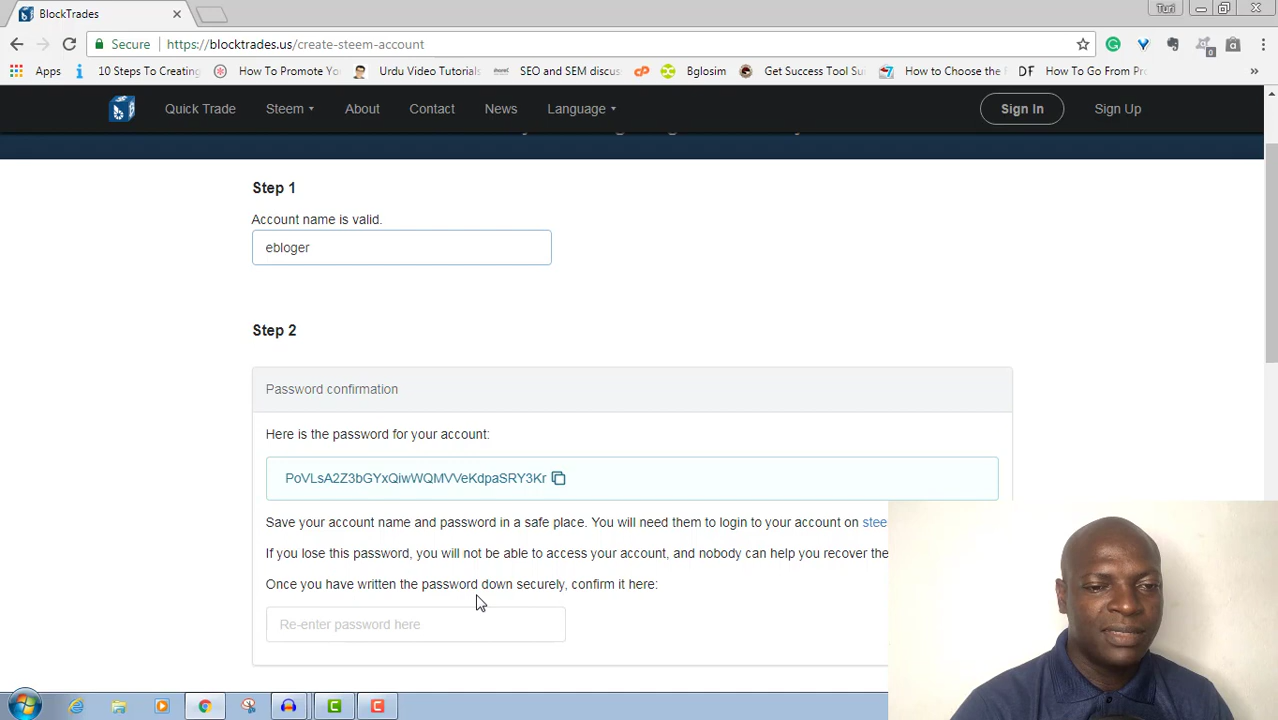 BlockTrades
Turi
Secure https://blocktrades.us/create-steem-account
Apps 10 Steps To Creating How To Promote Yo Urdu Video Tutorials SEO and SEM discus Bglosim Get Success Tool Su How to Choose the How To Go From Pro
Quick Trade Steem About Contact News Language Sign In Sign Up
Step 1
Account name is valid.
ebloger
Step 2
Password confirmation
Here is the password for your account:
PoVLsA2Z3bGYxQiwWQMVVeKdpaSRY3Kr
Save your account name and password in a safe place. You will need them to login to your account on stee
If you lose this password, you will not be able to access your account, and nobody can help you recover the
Once you have written the password down securely, confirm it here:
Re-enter password here